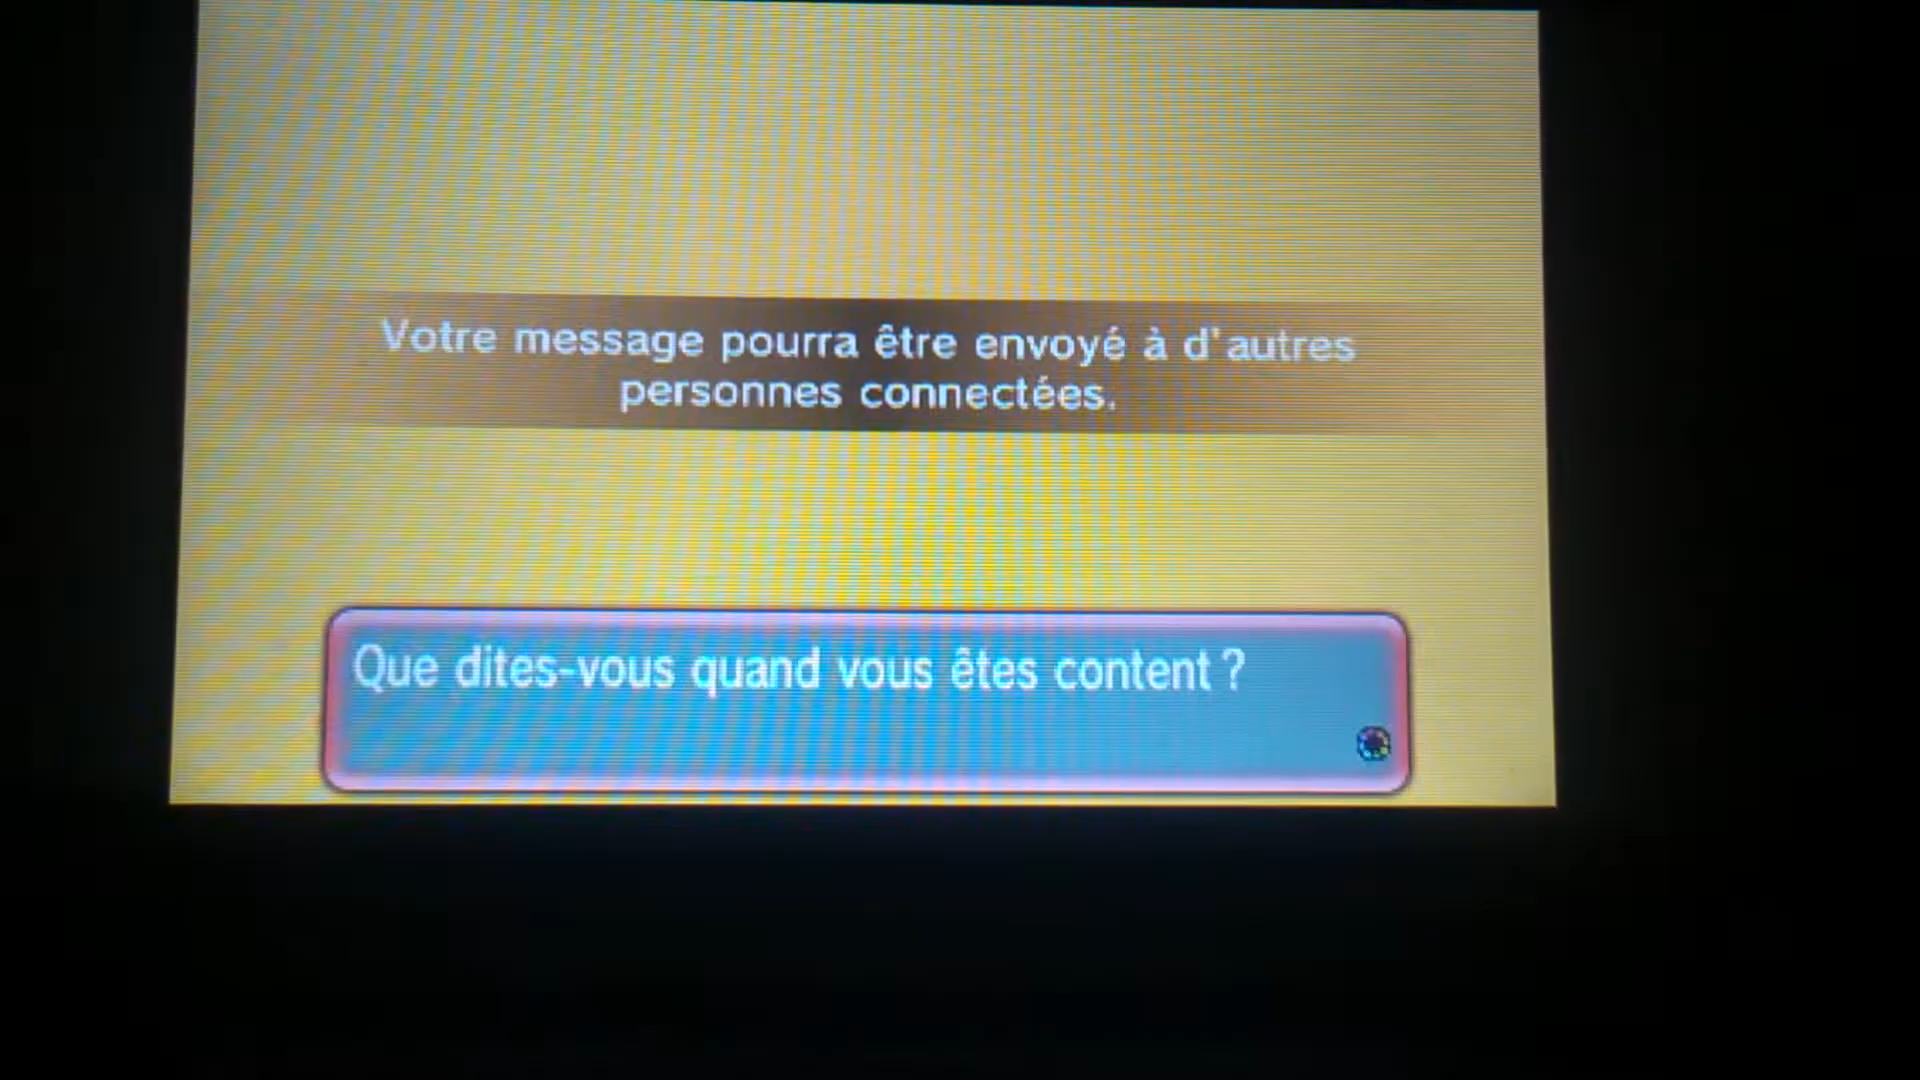 Votre message pourra être envoyé à d'autres
personnes connectées.
Que dites-vous quand vous êtes content ?